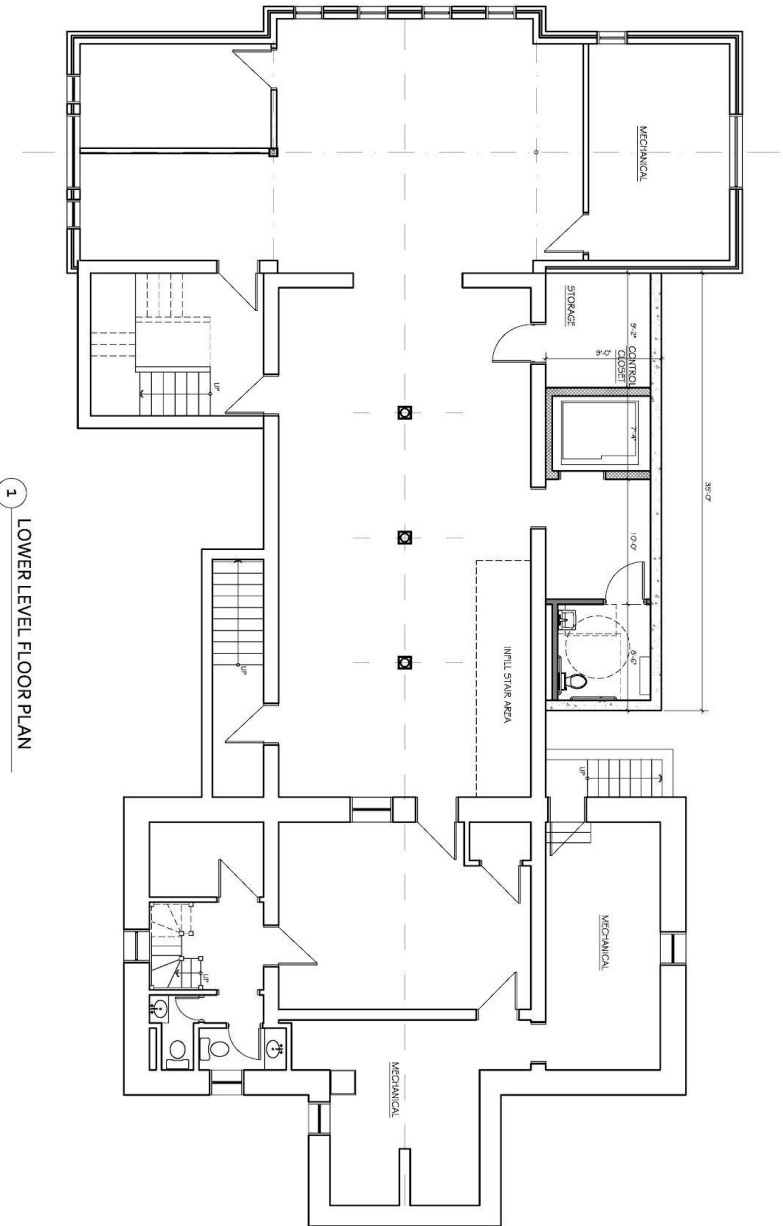 MECHANICAL
STORAGE
9'-2"
CONTROL
CLOSET
9'-0"
7'-4"
35'-0"
10'-0"
8'-6"
UP
UP
INFILL STAIR AREA
UP
MECHANICAL
UP
MECHANICAL
1
LOWER LEVEL FLOOR PLAN